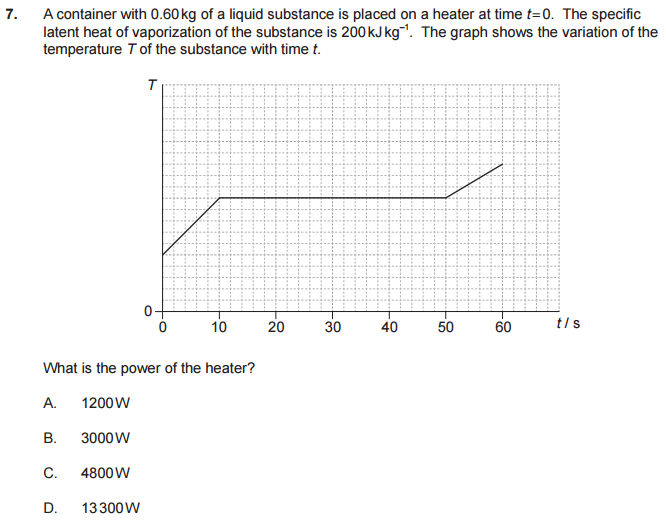 7. A container with 0.60 kg of a liquid substance is placed on a heater at time t=0. The specific
latent heat of vaporization of the substance is 200 kJ kg⁻¹. The graph shows the variation of the
temperature T of the substance with time t.
T
0
0 10 20 30 40 50 60 t / s
What is the power of the heater?
A. 1200 W
B. 3000 W
C. 4800 W
D. 13 300 W